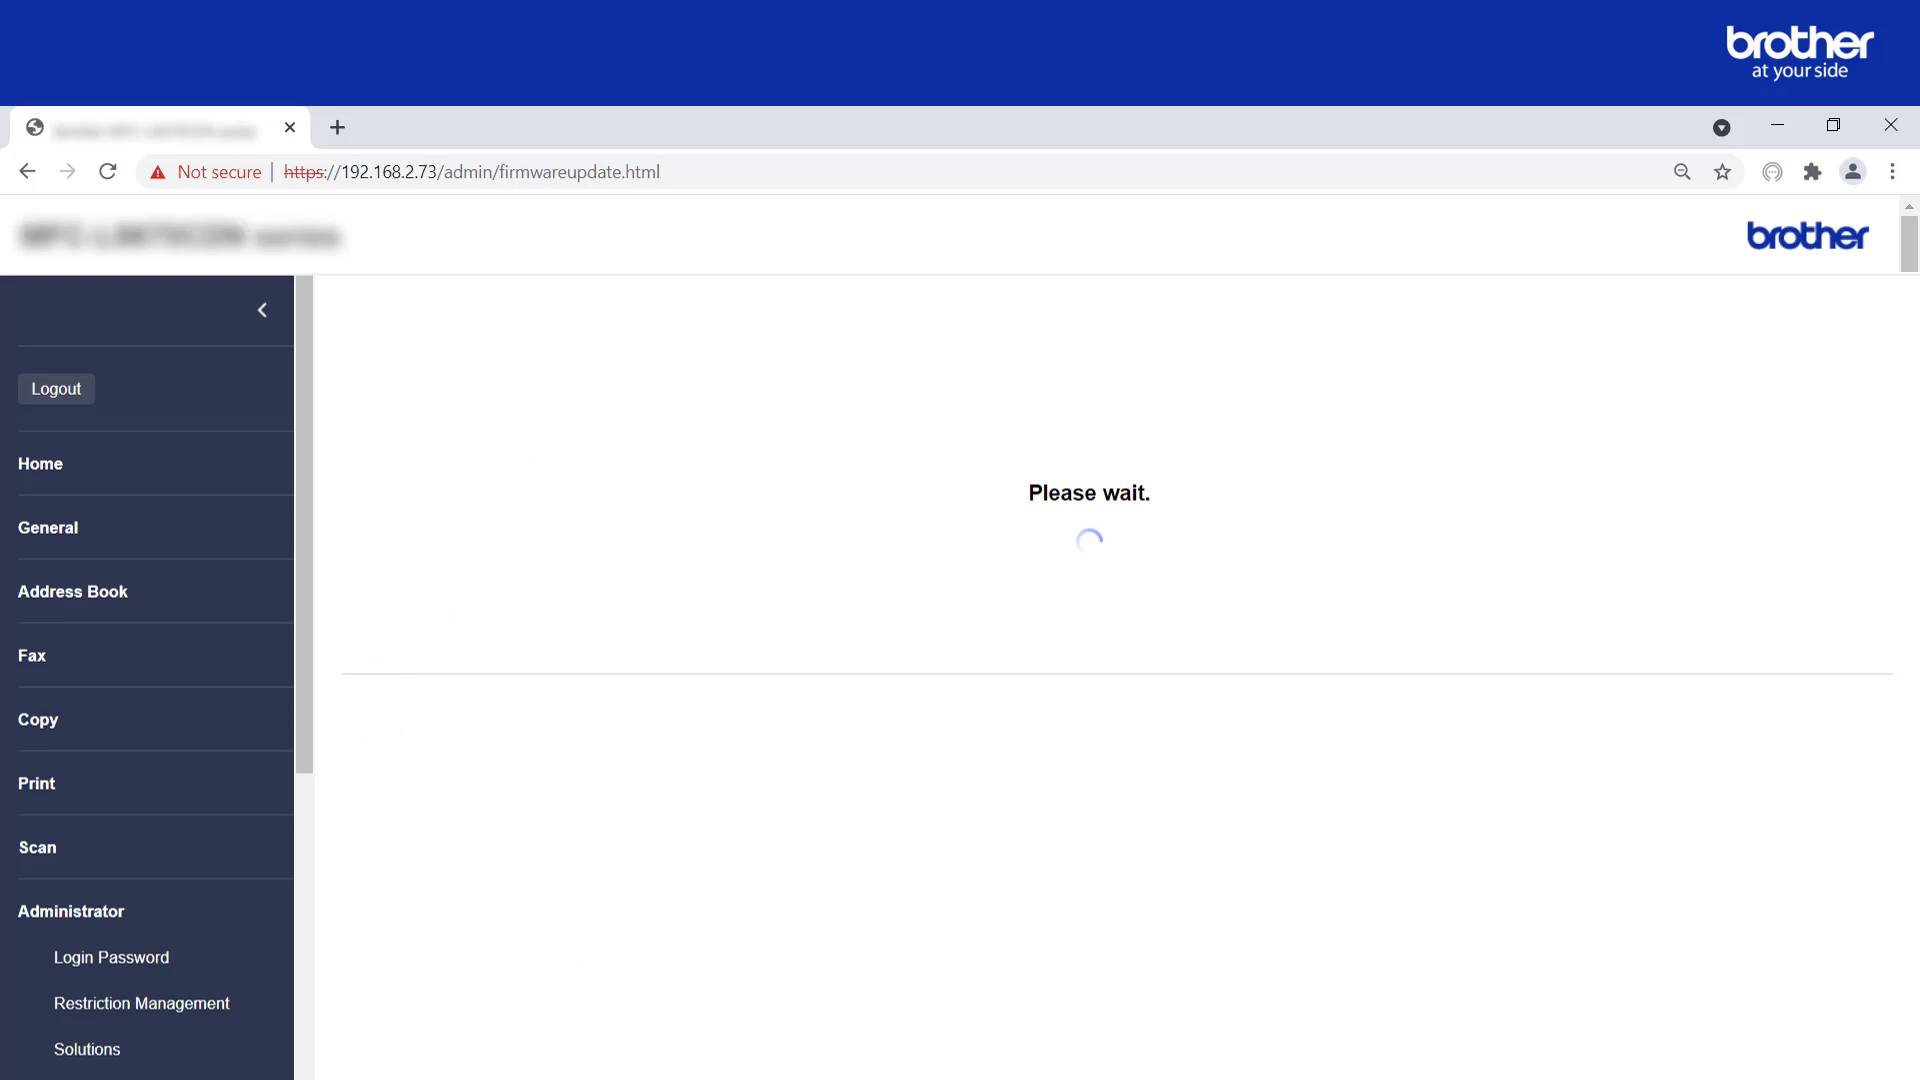 brother
at your side
Not secure | https://192.168.2.73/admin/firmwareupdate.html
brother
Logout
Home
General
Address Book
Fax
Copy
Print
Scan
Administrator
Login Password
Restriction Management
Solutions
Please wait.